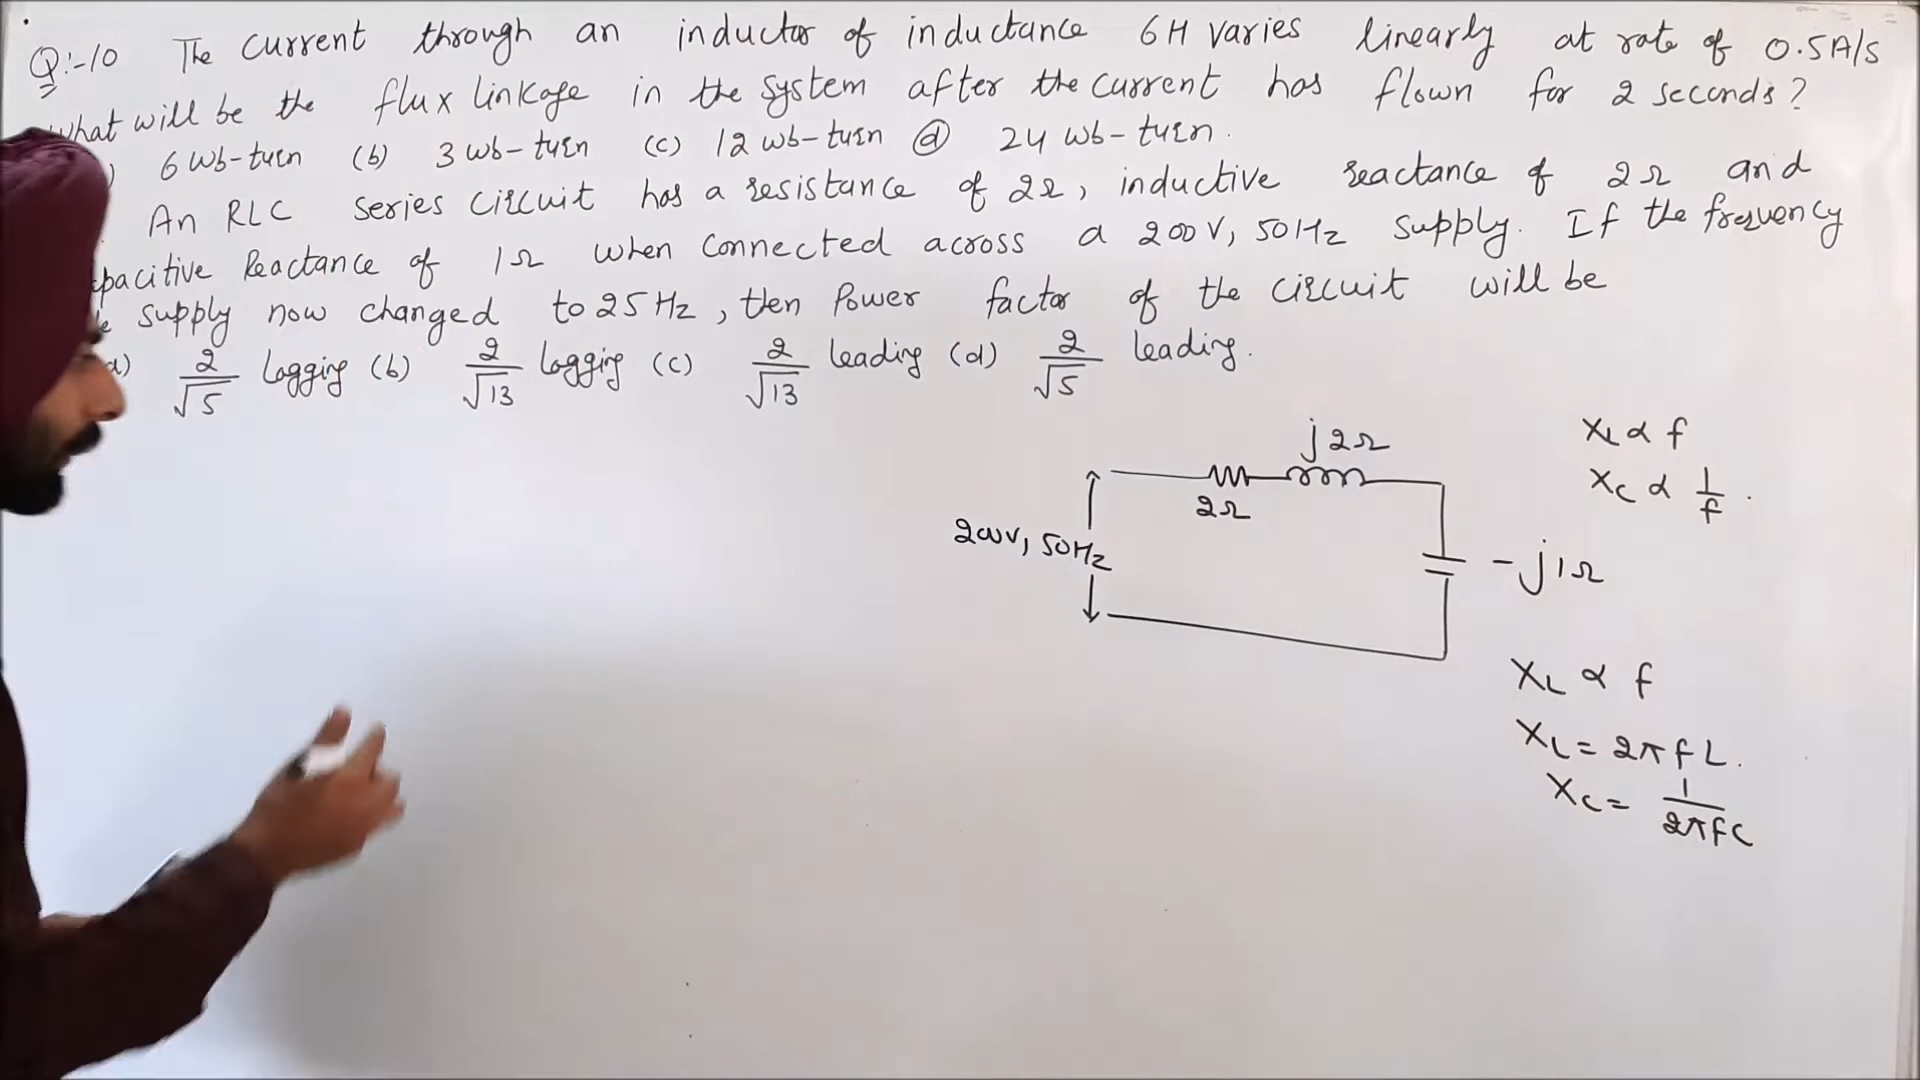 Q:-10 The current through an inductor of inductance 6H varies linearly at rate of 0.5A/s
what will be the flux linkage in the system after the current has flown for 2 seconds?
) 6 wb-turn (b) 3 wb-turn (c) 12 wb-turn (d) 24 wb-turn.
An RLC series circuit has a resistance of 2Ω, inductive reactance of 2Ω and
pacitive Reactance of 1Ω when connected across a 200V, 50Hz supply. If the frequency
supply now changed to 25Hz, then Power factor of the circuit will be
a) 2/√5 lagging (b) 2/√13 lagging (c) 2/√13 leading (d) 2/√5 leading.
j2Ω
2Ω
200V, 50Hz
-j1Ω
XL α f
Xc α 1/f .
XL α f
XL = 2πfL.
Xc = 1/2πfC